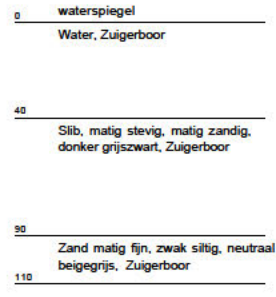 0 waterspiegel
Water, Zuigerboor
40
Slib, matig stevig, matig zandig,
donker grijszwart, Zuigerboor
90
Zand matig fijn, zwak siltig, neutraal
beigegrijs, Zuigerboor
110